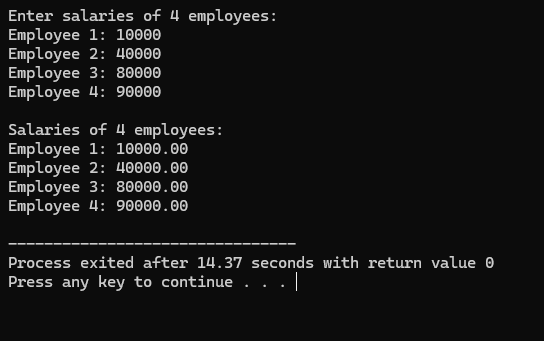 Enter salaries of 4 employees:
Employee 1: 10000
Employee 2: 40000
Employee 3: 80000
Employee 4: 90000

Salaries of 4 employees:
Employee 1: 10000.00
Employee 2: 40000.00
Employee 3: 80000.00
Employee 4: 90000.00

--------------------------------
Process exited after 14.37 seconds with return value 0
Press any key to continue . . .